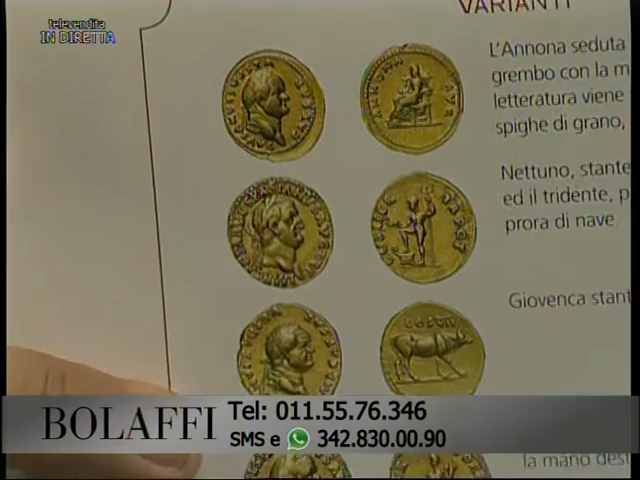 televendita
IN DIRETTA
VARIANTI
L'Annona seduta
grembo con la m
letteratura viene
spighe di grano,
Nettuno, stante
ed il tridente, p
prora di nave
Giovenca stant
BOLAFFI
Tel: 011.55.76.346
SMS e 342.830.00.90
la mano dest